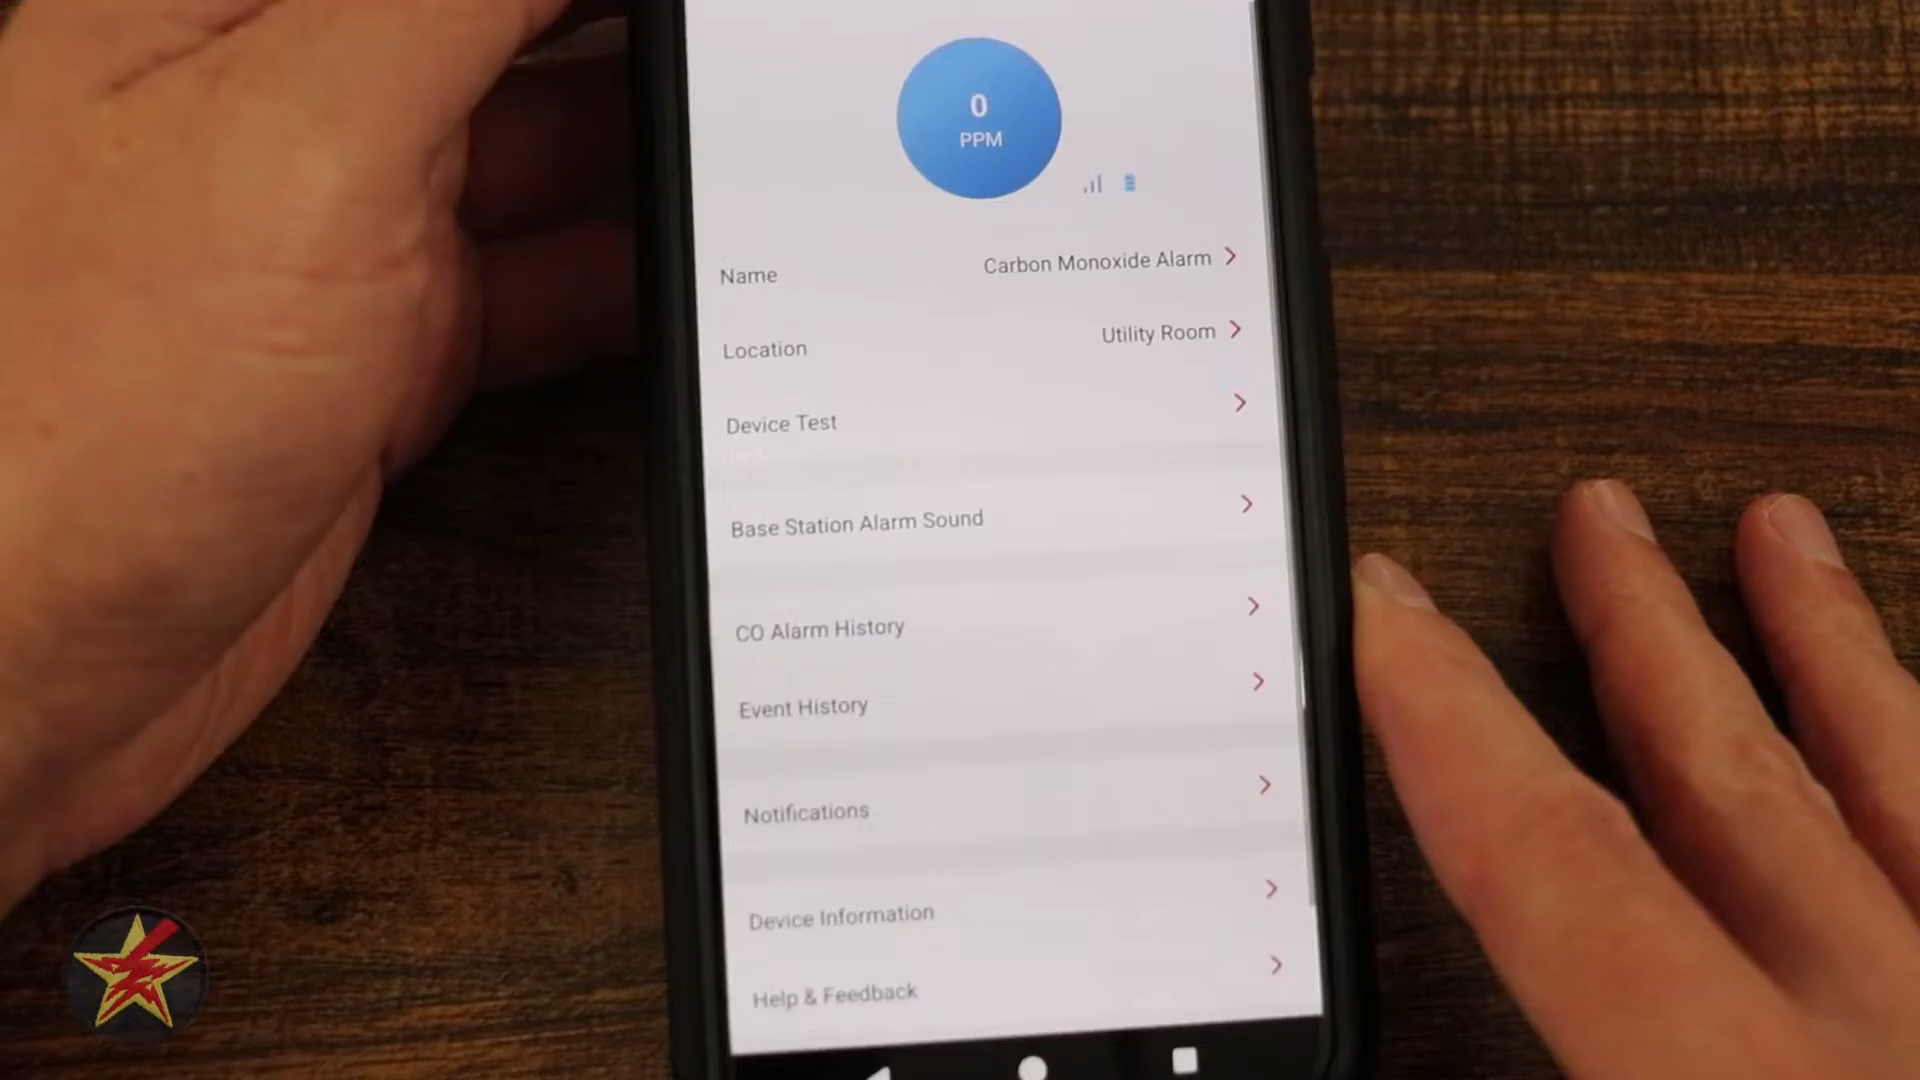 0
PPM
Name Carbon Monoxide Alarm
Location Utility Room
Device Test
Base Station Alarm Sound
CO Alarm History
Event History
Notifications
Device Information
Help & Feedback